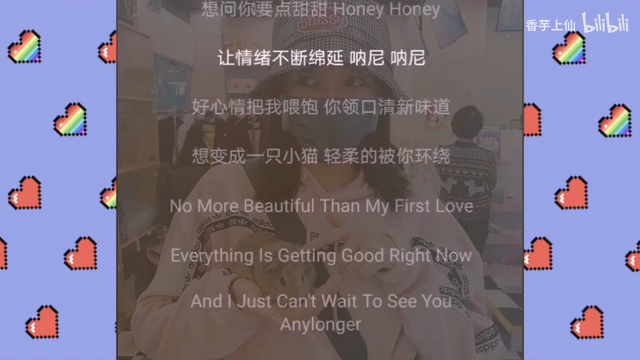 香芋上仙 bilibili
想问你要点甜甜 Honey Honey
让情绪不断绵延 呐尼 呐尼
好心情把我喂饱 你领口清新味道
想变成一只小猫 轻柔的被你环绕
No More Beautiful Than My First Love
Everything Is Getting Good Right Now
And I Just Can't Wait To See You
Anylonger